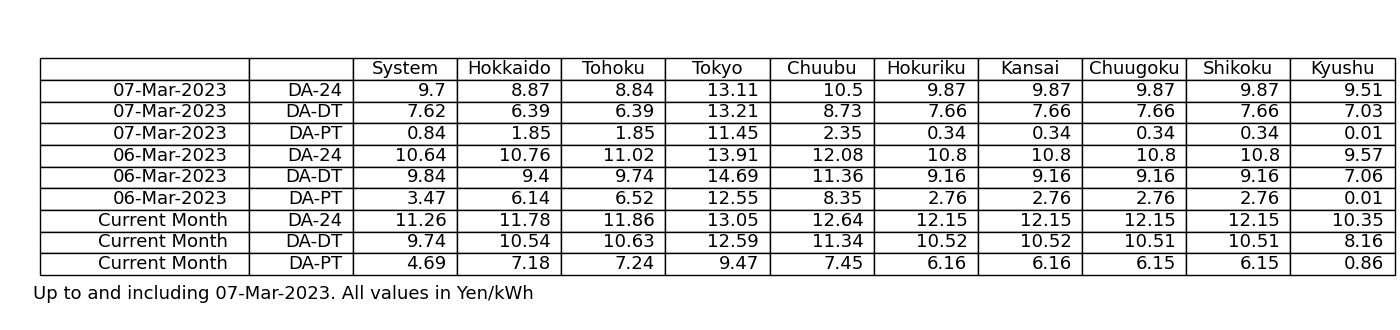 System Hokkaido Tohoku Tokyo Chuubu Hokuriku Kansai Chuugoku Shikoku Kyushu
07-Mar-2023 DA-24 9.7 8.87 8.84 13.11 10.5 9.87 9.87 9.87 9.87 9.51
07-Mar-2023 DA-DT 7.62 6.39 6.39 13.21 8.73 7.66 7.66 7.66 7.66 7.03
07-Mar-2023 DA-PT 0.84 1.85 1.85 11.45 2.35 0.34 0.34 0.34 0.34 0.01
06-Mar-2023 DA-24 10.64 10.76 11.02 13.91 12.08 10.8 10.8 10.8 10.8 9.57
06-Mar-2023 DA-DT 9.84 9.4 9.74 14.69 11.36 9.16 9.16 9.16 9.16 7.06
06-Mar-2023 DA-PT 3.47 6.14 6.52 12.55 8.35 2.76 2.76 2.76 2.76 0.01
Current Month DA-24 11.26 11.78 11.86 13.05 12.64 12.15 12.15 12.15 12.15 10.35
Current Month DA-DT 9.74 10.54 10.63 12.59 11.34 10.52 10.52 10.51 10.51 8.16
Current Month DA-PT 4.69 7.18 7.24 9.47 7.45 6.16 6.16 6.15 6.15 0.86
Up to and including 07-Mar-2023. All values in Yen/kWh